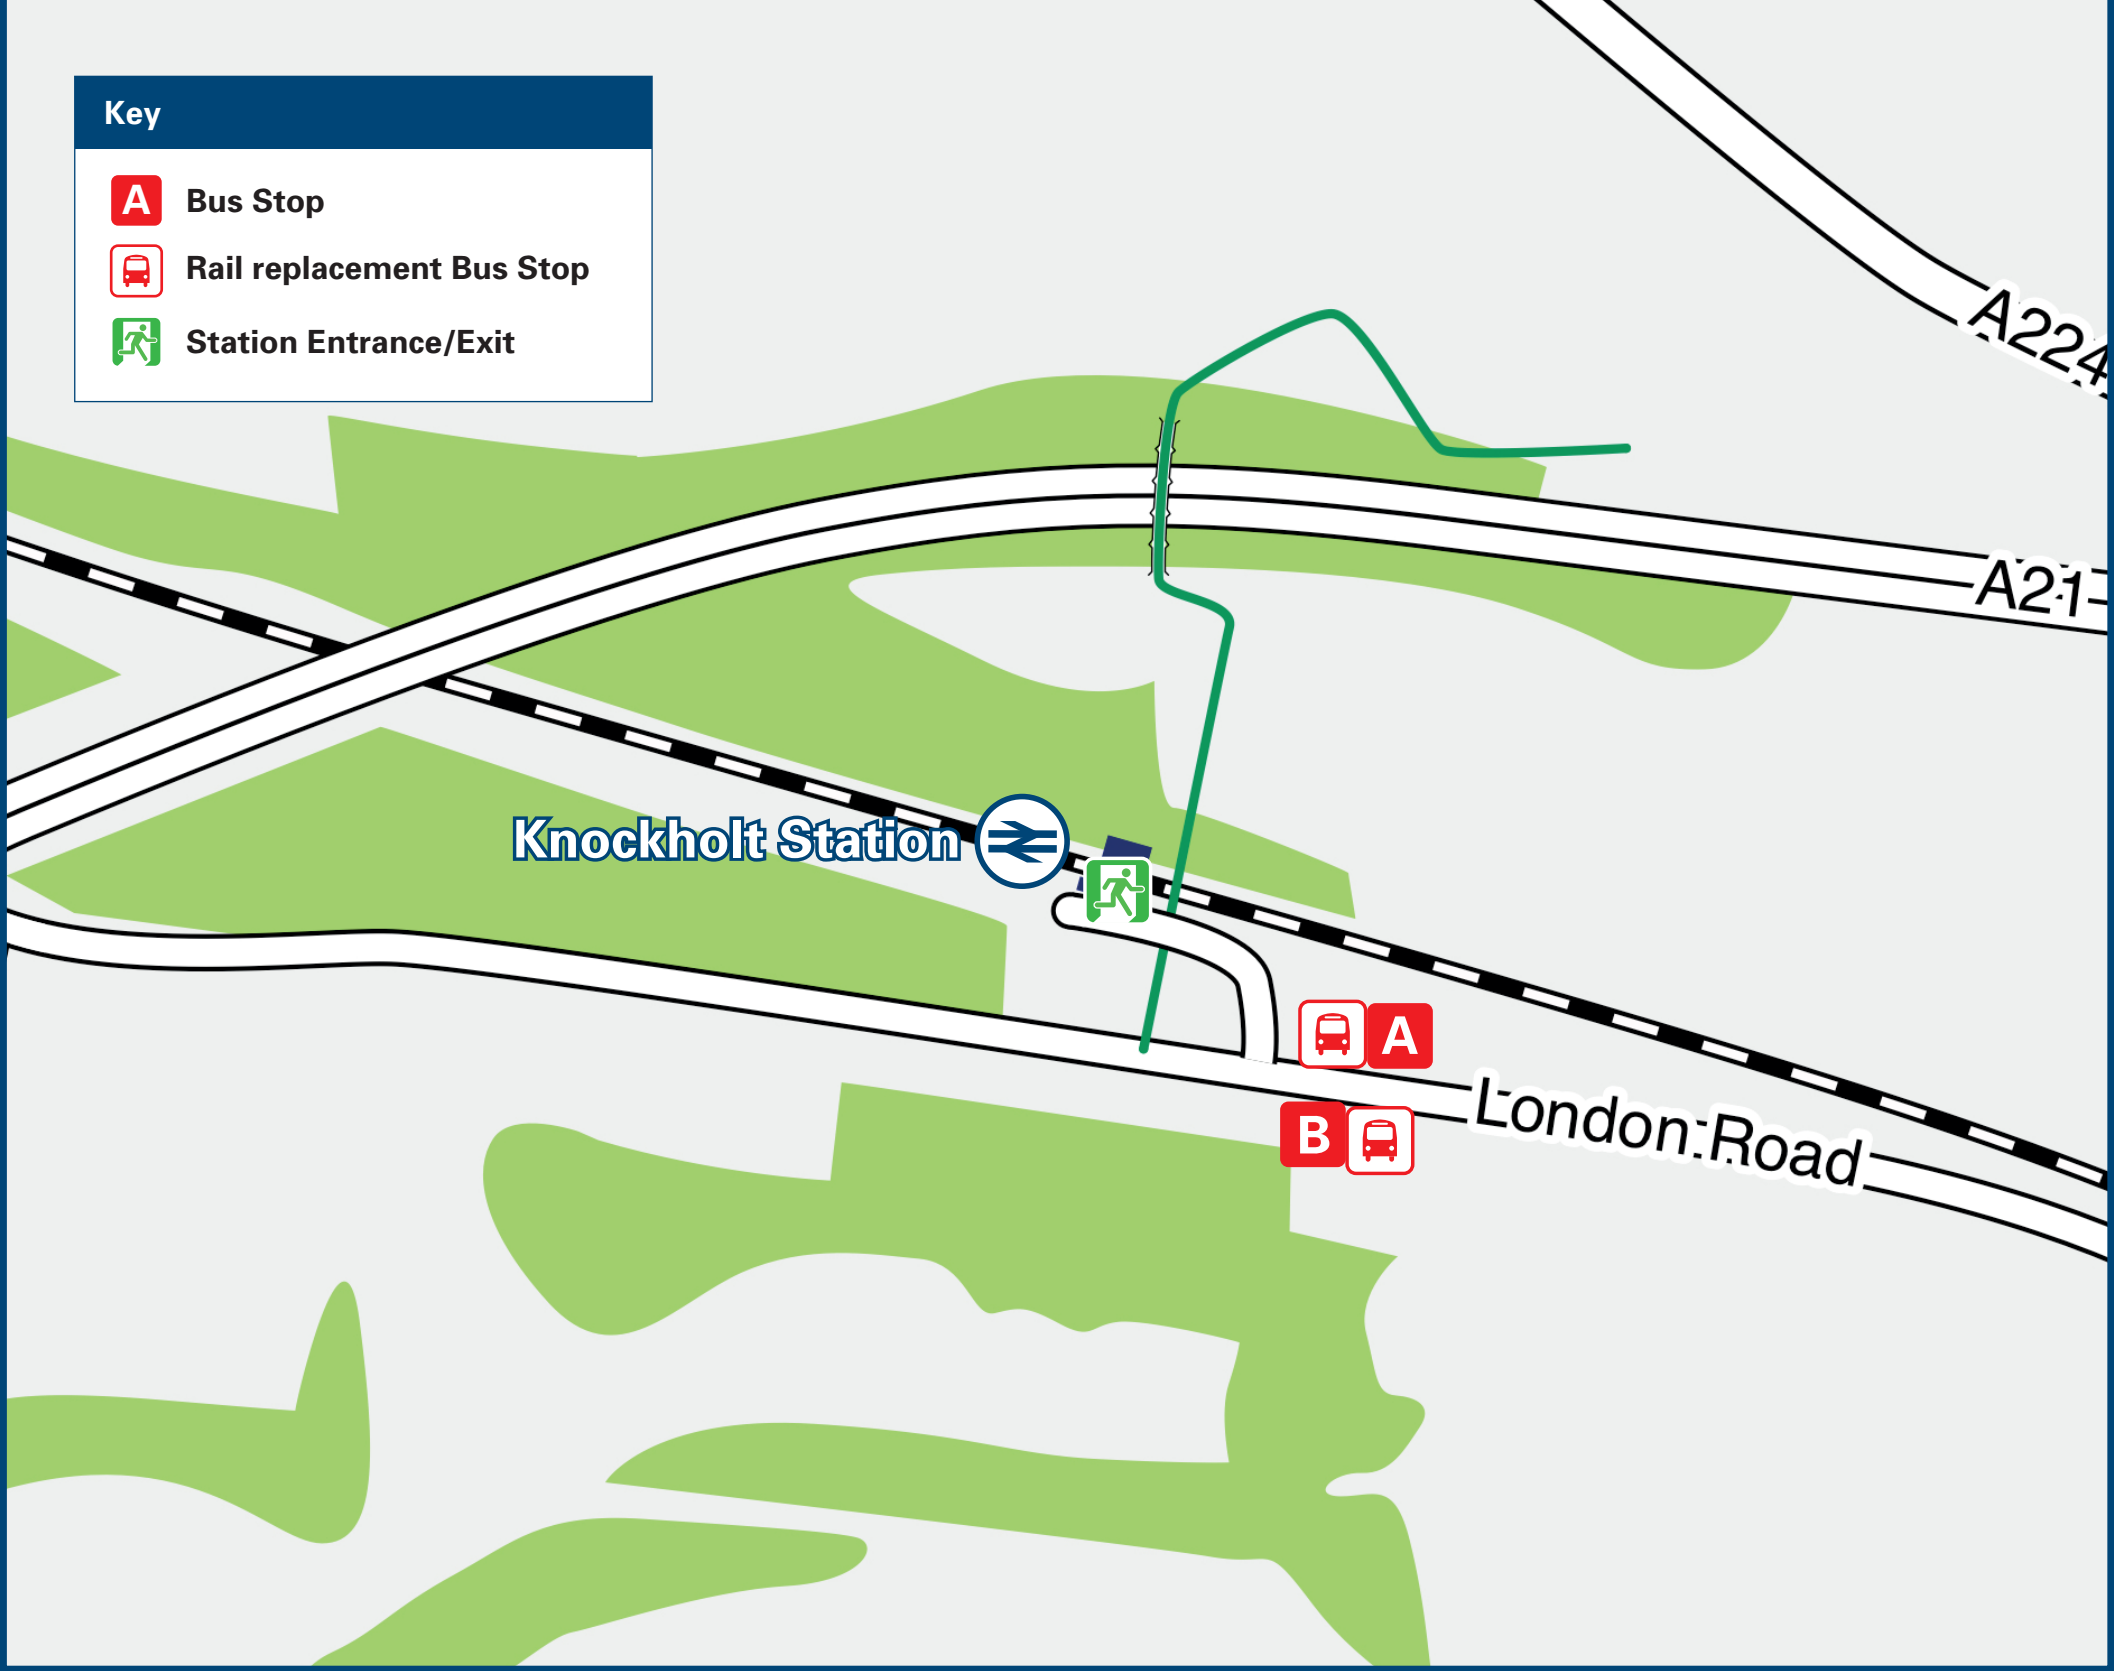 Key
A Bus Stop
Rail replacement Bus Stop
Station Entrance/Exit
A224
A21
Knockholt Station
A
B
London Road